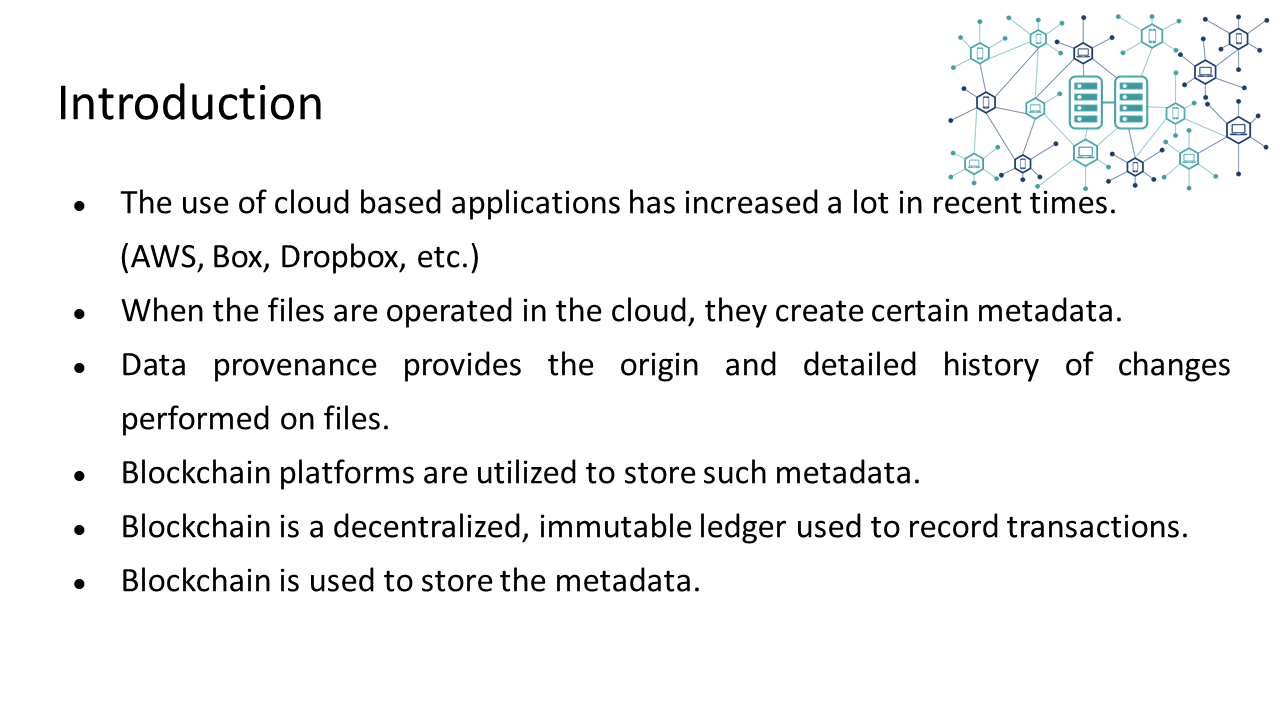 Introduction
● The use of cloud based applications has increased a lot in recent times.
(AWS, Box, Dropbox, etc.)
● When the files are operated in the cloud, they create certain metadata.
● Data provenance provides the origin and detailed history of changes
performed on files.
● Blockchain platforms are utilized to store such metadata.
● Blockchain is a decentralized, immutable ledger used to record transactions.
● Blockchain is used to store the metadata.